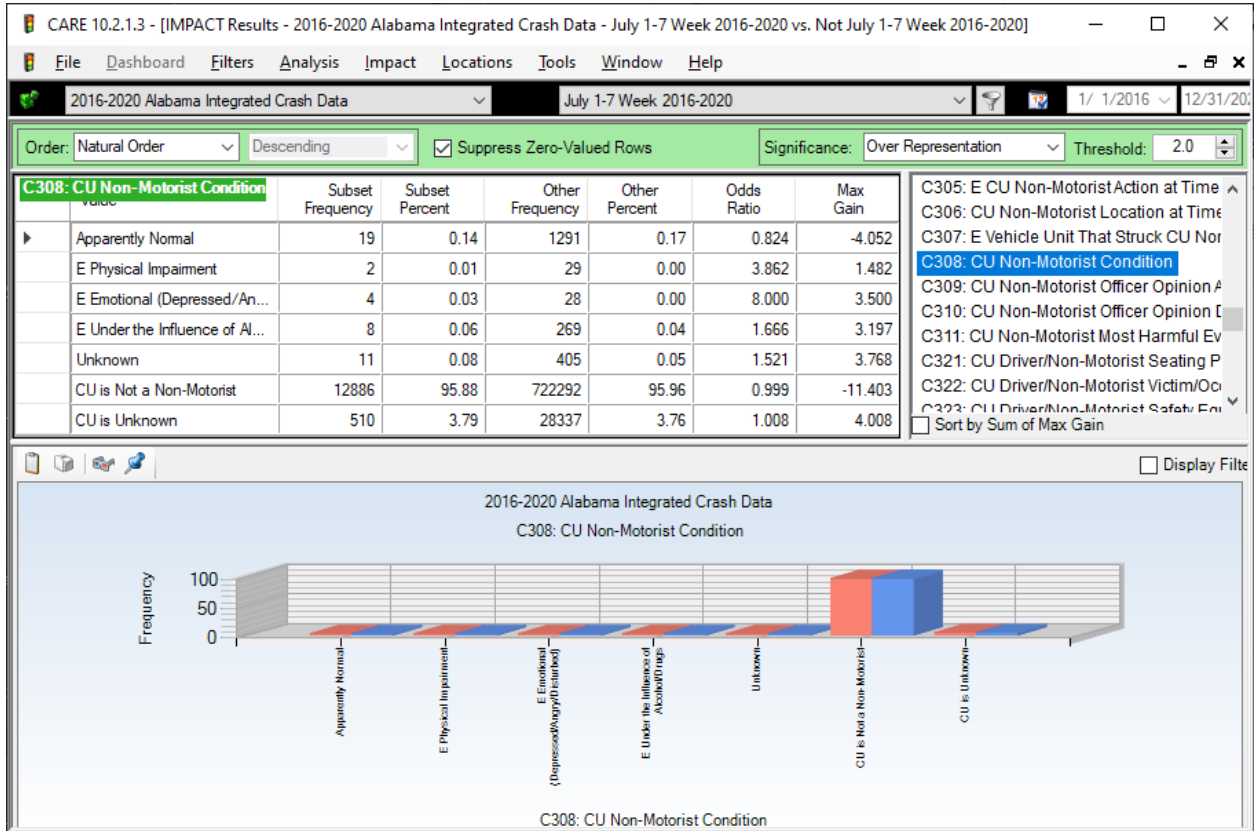 CARE 10.2.1.3 - [IMPACT Results - 2016-2020 Alabama Integrated Crash Data - July 1-7 Week 2016-2020 vs. Not July 1-7 Week 2016-2020]
File Dashboard Filters Analysis Impact Locations Tools Window Help
2016-2020 Alabama Integrated Crash Data July 1-7 Week 2016-2020 1/ 1/2016 12/31/202
Order: Natural Order Descending Suppress Zero-Valued Rows Significance: Over Representation Threshold: 2.0
C308: CU Non-Motorist Condition Subset Frequency Subset Percent Other Frequency Other Percent Odds Ratio Max Gain
Apparently Normal 19 0.14 1291 0.17 0.824 -4.052
E Physical Impairment 2 0.01 29 0.00 3.862 1.482
E Emotional (Depressed/An... 4 0.03 28 0.00 8.000 3.500
E Under the Influence of Al... 8 0.06 269 0.04 1.666 3.197
Unknown 11 0.08 405 0.05 1.521 3.768
CU is Not a Non-Motorist 12886 95.88 722292 95.96 0.999 -11.403
CU is Unknown 510 3.79 28337 3.76 1.008 4.008
C305: E CU Non-Motorist Action at Time
C306: CU Non-Motorist Location at Time
C307: E Vehicle Unit That Struck CU Nor
C308: CU Non-Motorist Condition
C309: CU Non-Motorist Officer Opinion A
C310: CU Non-Motorist Officer Opinion D
C311: CU Non-Motorist Most Harmful Ev
C321: CU Driver/Non-Motorist Seating P
C322: CU Driver/Non-Motorist Victim/Oc
C323: CU Driver/Non-Motorist Safety Equ
Sort by Sum of Max Gain
Display Filte
2016-2020 Alabama Integrated Crash Data
C308: CU Non-Motorist Condition
Frequency
100
50
0
Apparently Normal
E Physical Impairment
E Emotional
(Depressed/Angry/Disturbed)
E Under the Influence of
Alcohol/Drugs
Unknown
CU is Not a Non-Motorist
CU is Unknown
C308: CU Non-Motorist Condition